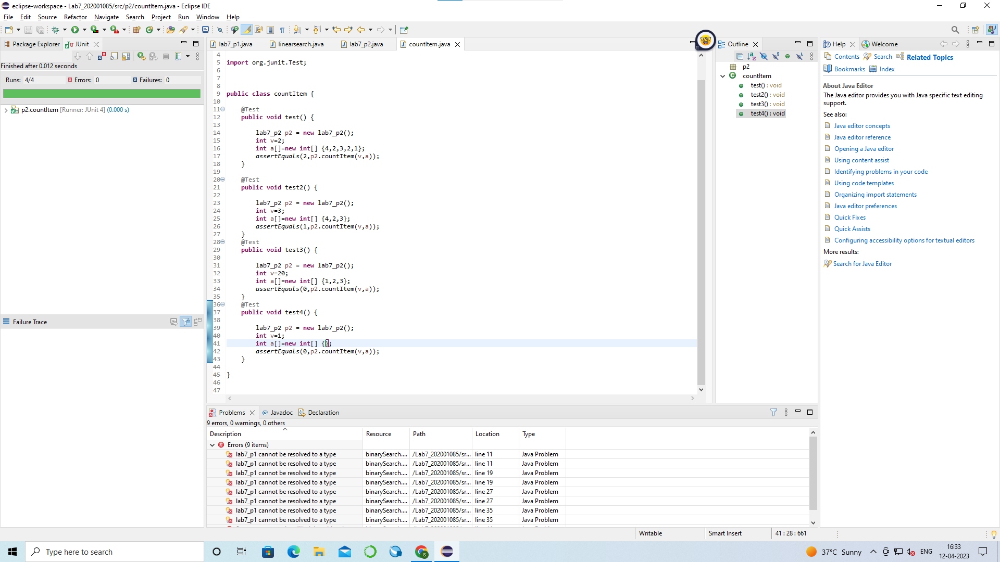 eclipse-workspace - Lab7_202001085/src/p2/countItem.java - Eclipse IDE
File Edit Source Refactor Navigate Search Project Run Window Help
Package Explorer JUnit
Finished after 0.012 seconds
Runs: 4/4 Errors: 0 Failures: 0
p2.countItem [Runner: JUnit 4] (0.000 s)
Failure Trace
lab7_p1.java linearsearch.java lab7_p2.java countItem.java
4
5 import org.junit.Test;
6
7
8
9 public class countItem {
10
11 @Test
12 public void test() {
13
14 lab7_p2 p2 = new lab7_p2();
15 int v=2;
16 int a[]=new int[] {4,2,3,2,1};
17 assertEquals(2,p2.countItem(v,a));
18 }
19
20 @Test
21 public void test2() {
22
23 lab7_p2 p2 = new lab7_p2();
24 int v=3;
25 int a[]=new int[] {4,2,3};
26 assertEquals(1,p2.countItem(v,a));
27 }
28 @Test
29 public void test3() {
30
31 lab7_p2 p2 = new lab7_p2();
32 int v=20;
33 int a[]=new int[] {1,2,3};
34 assertEquals(0,p2.countItem(v,a));
35 }
36 @Test
37 public void test4() {
38
39 lab7_p2 p2 = new lab7_p2();
40 int v=1;
41 int a[]=new int[] {};
42 assertEquals(0,p2.countItem(v,a));
43 }
44
45 }
46
47
Outline
p2
countItem
test() : void
test2() : void
test3() : void
test4() : void
Help Welcome
Contents Search Related Topics
Bookmarks Index
About Java Editor
The Java editor provides you with Java specific text editing
support.
See also:
Java editor concepts
Java editor reference
Opening a Java editor
Using content assist
Identifying problems in your code
Using code templates
Organizing import statements
Java editor preferences
Quick Fixes
Quick Assists
Configuring accessibility options for textual editors
More results:
Search for Java Editor
Problems Javadoc Declaration
9 errors, 0 warnings, 0 others
Description Resource Path Location Type
Errors (9 items)
lab7_p1 cannot be resolved to a type binarySearch.... /Lab7_202001085/sr... line 11 Java Problem
lab7_p1 cannot be resolved to a type binarySearch.... /Lab7_202001085/sr... line 11 Java Problem
lab7_p1 cannot be resolved to a type binarySearch.... /Lab7_202001085/sr... line 19 Java Problem
lab7_p1 cannot be resolved to a type binarySearch.... /Lab7_202001085/sr... line 19 Java Problem
lab7_p1 cannot be resolved to a type binarySearch.... /Lab7_202001085/sr... line 27 Java Problem
lab7_p1 cannot be resolved to a type binarySearch.... /Lab7_202001085/sr... line 27 Java Problem
lab7_p1 cannot be resolved to a type binarySearch.... /Lab7_202001085/sr... line 35 Java Problem
lab7_p1 cannot be resolved to a type binarySearch.... /Lab7_202001085/sr... line 35 Java Problem
Writable Smart Insert 41 : 28 : 661
Type here to search
37°C Sunny ENG
16:33
12-04-2023